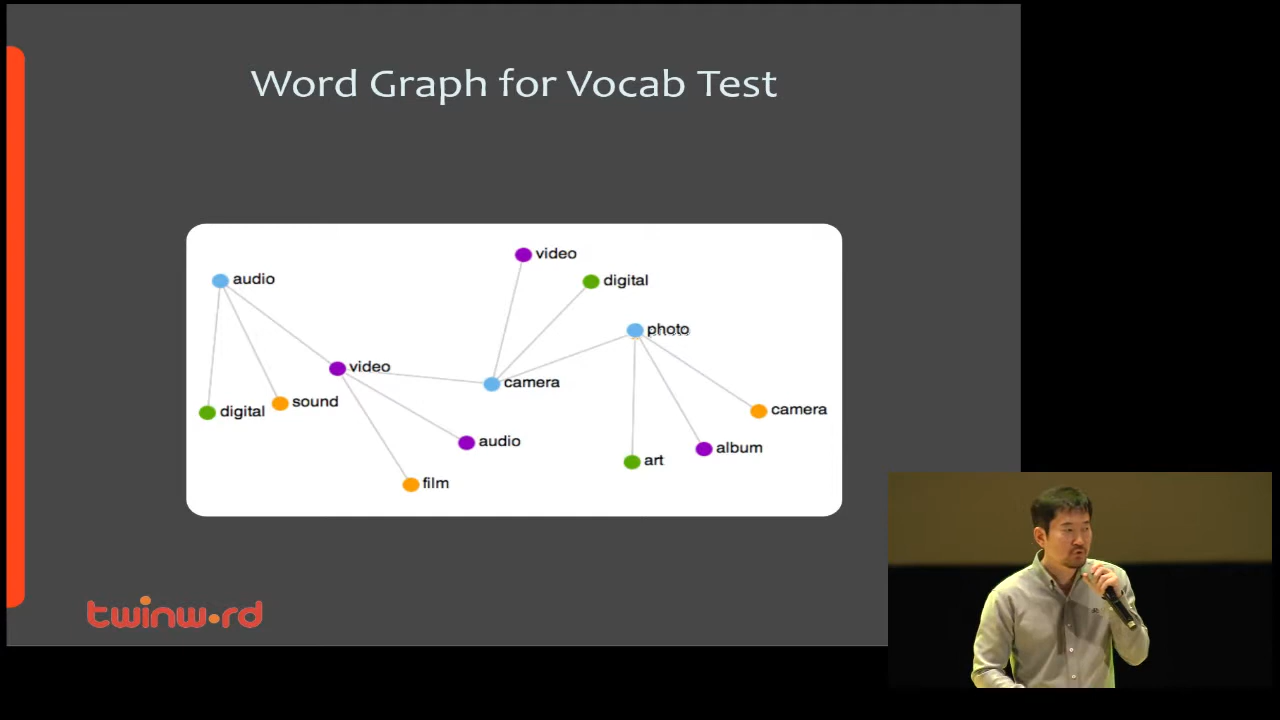 Word Graph for Vocab Test
video
audio
digital
photo
video
camera
digital
sound
camera
audio
album
art
film
twinword